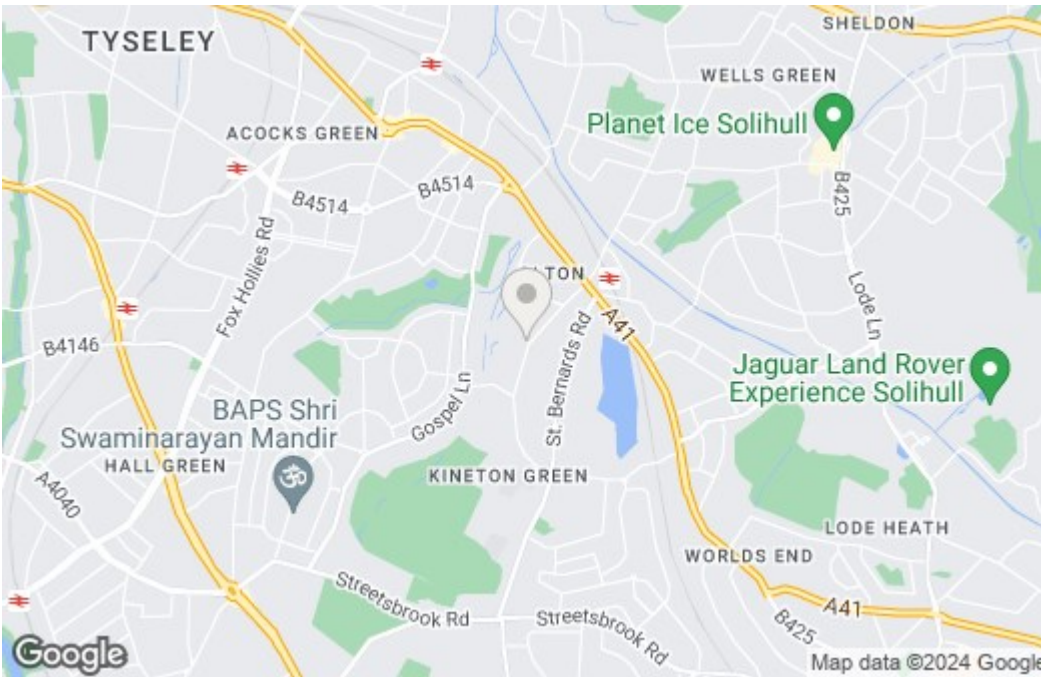 TYSELEY
SHELDON
WELLS GREEN
Planet Ice Solihull
ACOCKS GREEN
B4514
B4514
B425
Fox Hollies Rd
LTON
Lode Ln
A41
B4146
St. Bernards Rd
Jaguar Land Rover
Experience Solihull
Gospel Ln
BAPS Shri
Swaminarayan Mandir
HALL GREEN
KINETON GREEN
A4040
LODE HEATH
WORLDS END
Streetsbrook Rd
Streetsbrook Rd
A41
B425
Google
Map data ©2024 Google